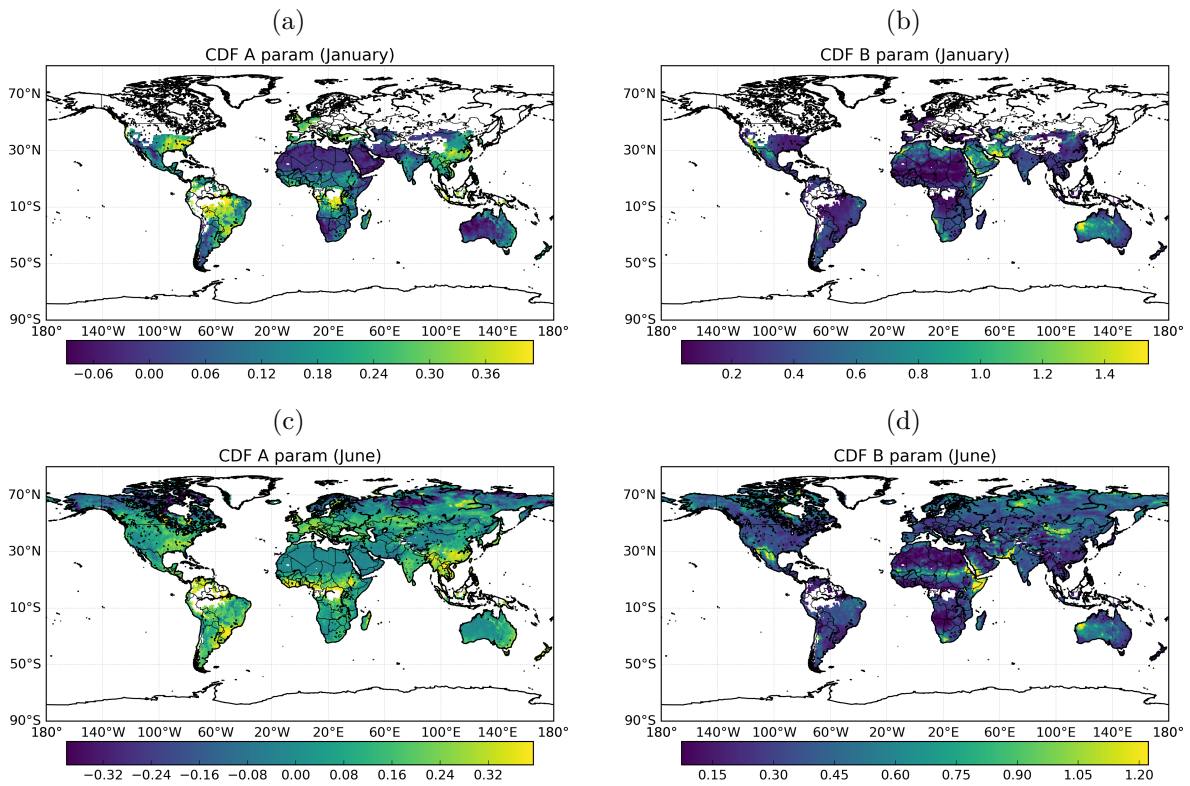 (a)
CDF A param (January)
70°N
30°N
10°S
50°S
90°S
180° 140°W 100°W 60°W 20°W 20°E 60°E 100°E 140°E 180°
−0.06 0.00 0.06 0.12 0.18 0.24 0.30 0.36
(b)
CDF B param (January)
70°N
30°N
10°S
50°S
90°S
180° 140°W 100°W 60°W 20°W 20°E 60°E 100°E 140°E 180°
0.2 0.4 0.6 0.8 1.0 1.2 1.4
(c)
CDF A param (June)
70°N
30°N
10°S
50°S
90°S
180° 140°W 100°W 60°W 20°W 20°E 60°E 100°E 140°E 180°
−0.32 −0.24 −0.16 −0.08 0.00 0.08 0.16 0.24 0.32
(d)
CDF B param (June)
70°N
30°N
10°S
50°S
90°S
180° 140°W 100°W 60°W 20°W 20°E 60°E 100°E 140°E 180°
0.15 0.30 0.45 0.60 0.75 0.90 1.05 1.20